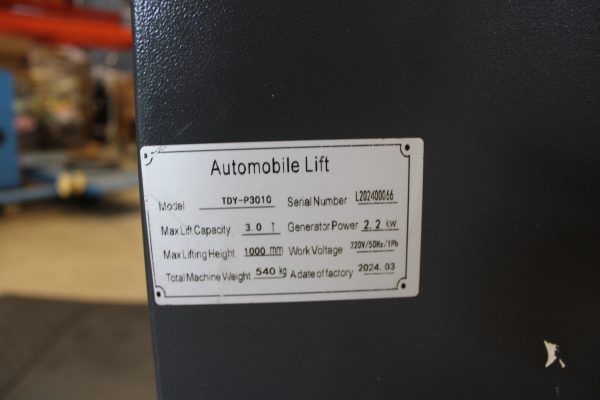 Automobile Lift
Model TDY-P3010 Serial Number L202400066
Max Lift Capacity 3.0 T Generator Power 2.2 kw
Max Lifting Height 1000 mm Work Voltage 220V/50Hz/1Ph
Total Machine Weight 540 kg A date of factory 2024.03